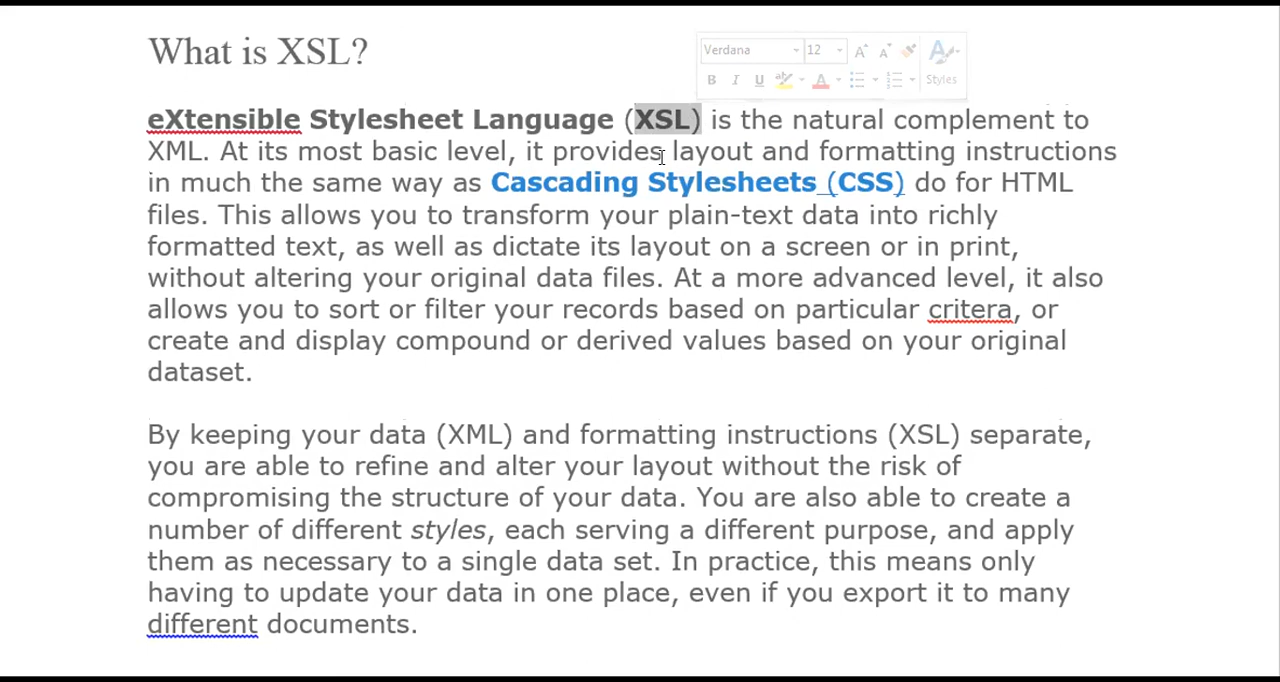 What is XSL?
Verdana 12
B I U A Styles
eXtensible Stylesheet Language (XSL) is the natural complement to
XML. At its most basic level, it provides layout and formatting instructions
in much the same way as Cascading Stylesheets (CSS) do for HTML
files. This allows you to transform your plain-text data into richly
formatted text, as well as dictate its layout on a screen or in print,
without altering your original data files. At a more advanced level, it also
allows you to sort or filter your records based on particular critera, or
create and display compound or derived values based on your original
dataset.
By keeping your data (XML) and formatting instructions (XSL) separate,
you are able to refine and alter your layout without the risk of
compromising the structure of your data. You are also able to create a
number of different styles, each serving a different purpose, and apply
them as necessary to a single data set. In practice, this means only
having to update your data in one place, even if you export it to many
different documents.